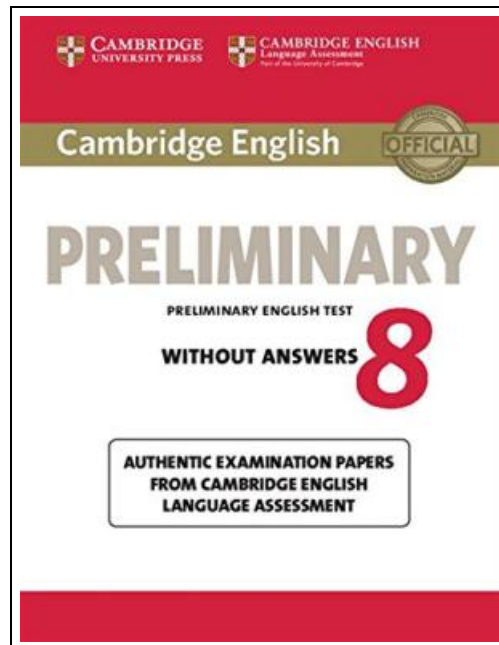 CAMBRIDGE
UNIVERSITY PRESS
CAMBRIDGE ENGLISH
Language Assessment
Part of the University of Cambridge
Cambridge English
OFFICIAL
PRELIMINARY
PRELIMINARY ENGLISH TEST
WITHOUT ANSWERS 8
AUTHENTIC EXAMINATION PAPERS
FROM CAMBRIDGE ENGLISH
LANGUAGE ASSESSMENT